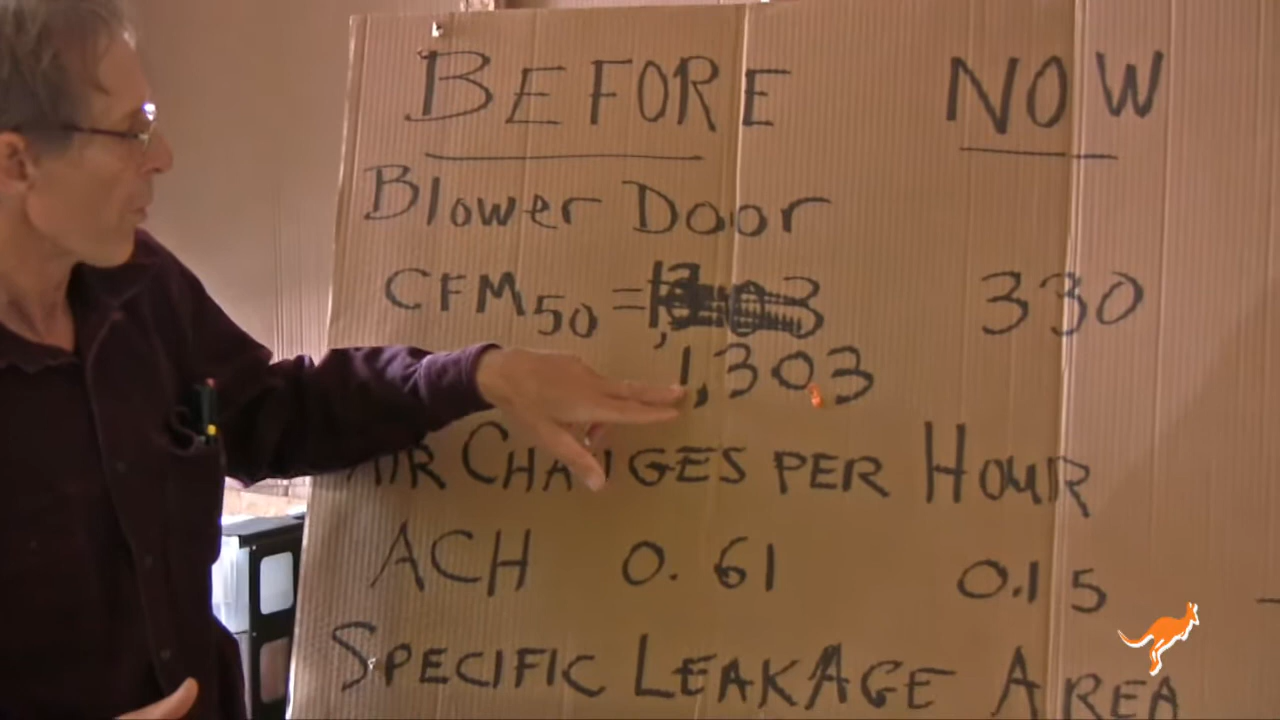 BEFORE NOW
Blower Door
CFM50 = 330
1,303
AIR CHANGES PER HOUR
ACH 0.61 0.15
SPECIFIC LEAKAGE AREA